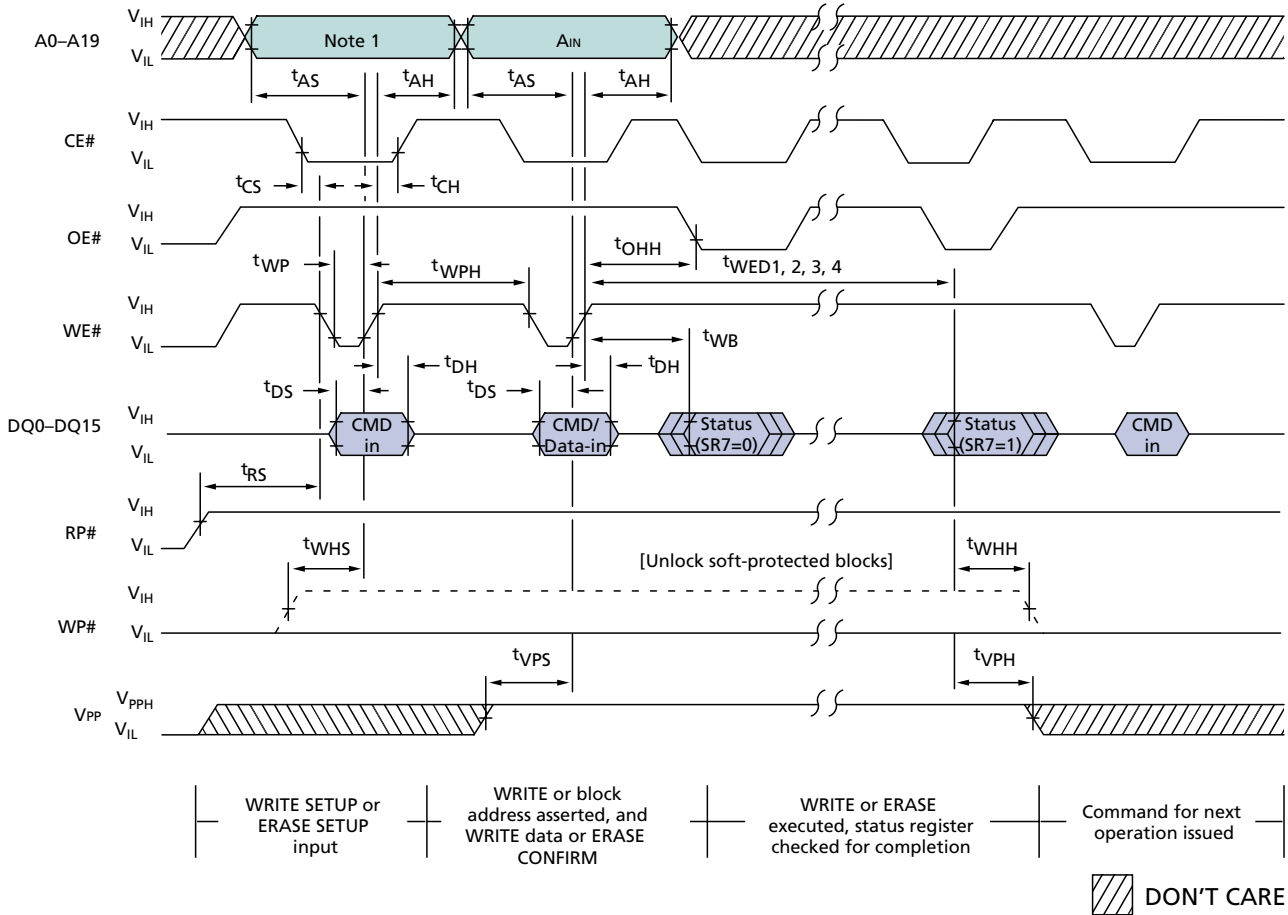 A0–A19
VIH
VIL
Note 1
AIN
tAS
tAH
tAS
tAH
CE#
VIH
VIL
tCS
tCH
OE#
VIH
VIL
tWP
tWPH
tOHH
tWED1, 2, 3, 4
WE#
VIH
VIL
tWB
tDS
tDH
tDS
tDH
DQ0–DQ15
VIH
VIL
CMD
in
CMD/
Data-in
Status
(SR7=0)
Status
(SR7=1)
CMD
in
tRS
RP#
VIH
VIL
tWHS
[Unlock soft-protected blocks]
tWHH
WP#
VIH
VIL
tVPS
tVPH
VPP
VPPH
VIL
WRITE SETUP or
ERASE SETUP
input
WRITE or block
address asserted, and
WRITE data or ERASE
CONFIRM
WRITE or ERASE
executed, status register
checked for completion
Command for next
operation issued
DON'T CARE